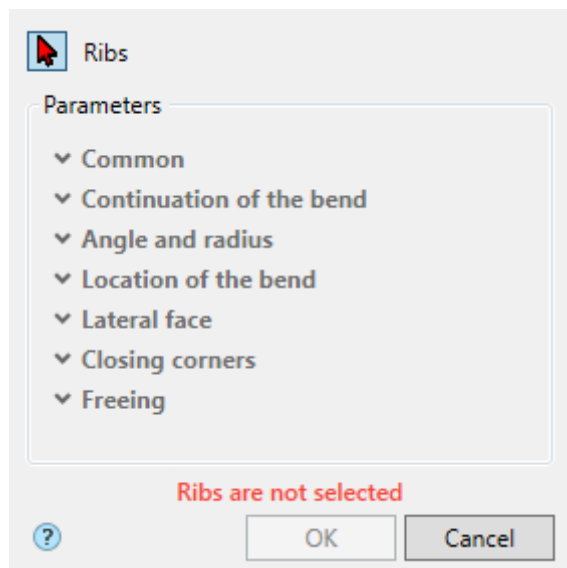 Ribs
Parameters
Common
Continuation of the bend
Angle and radius
Location of the bend
Lateral face
Closing corners
Freeing
Ribs are not selected
? OK Cancel